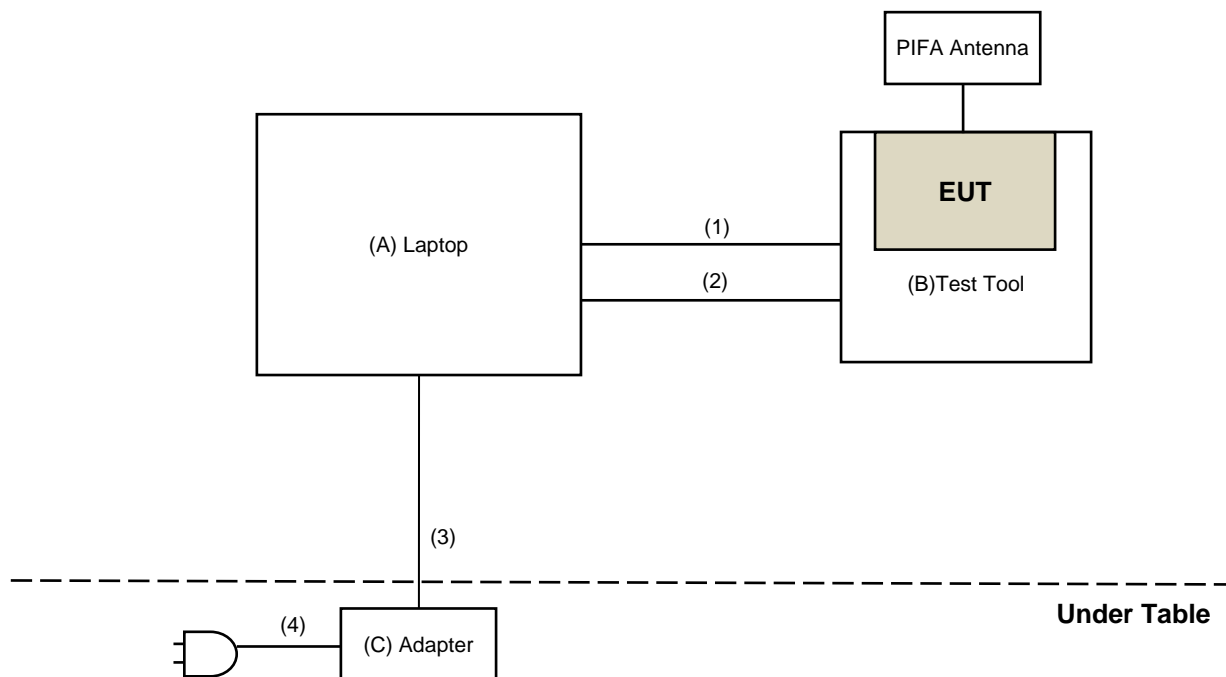 PIFA Antenna
EUT
(A) Laptop
(1)
(2)
(B)Test Tool
(3)
Under Table
(4)
(C) Adapter